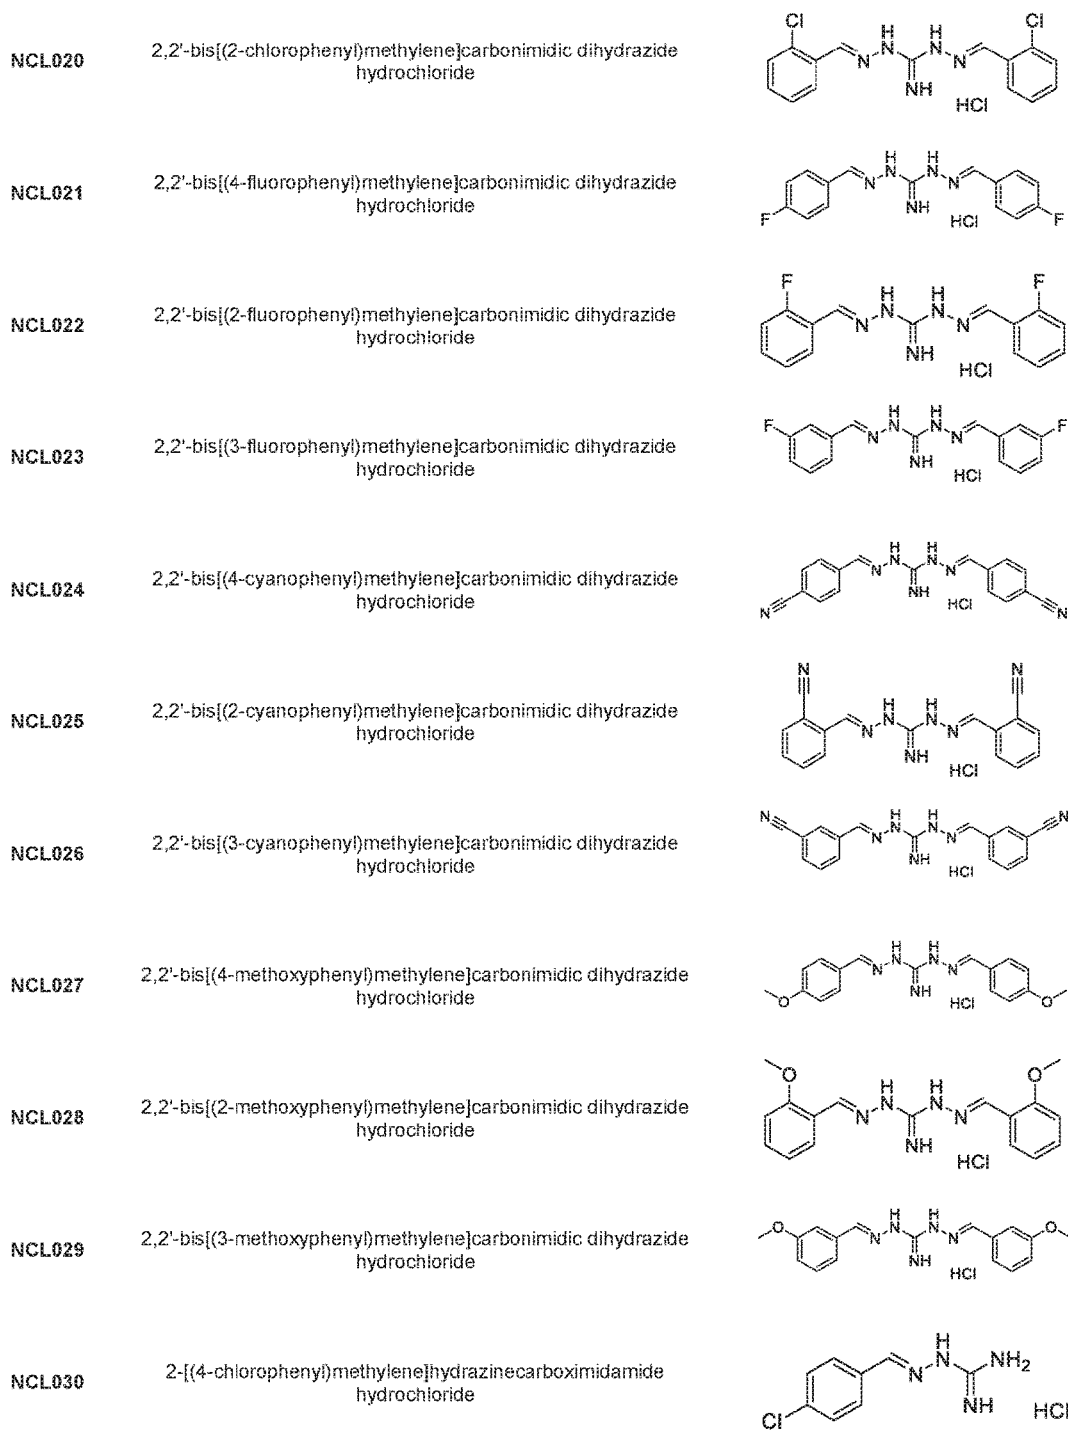 NCL020 2,2'-bis[(2-chlorophenyl)methylene]carbonimidic dihydrazide
hydrochloride
Cl Cl
H H
N N N N
NH
HCl
NCL021 2,2'-bis[(4-fluorophenyl)methylene]carbonimidic dihydrazide
hydrochloride
H H
N N N N
F NH HCl F
NCL022 2,2'-bis[(2-fluorophenyl)methylene]carbonimidic dihydrazide
hydrochloride
F F
H H
N N N N
NH
HCl
NCL023 2,2'-bis[(3-fluorophenyl)methylene]carbonimidic dihydrazide
hydrochloride
H H
F F
N N N N
NH
HCl
NCL024 2,2'-bis[(4-cyanophenyl)methylene]carbonimidic dihydrazide
hydrochloride
H H
N N N N
NH HCl
N N
NCL025 2,2'-bis[(2-cyanophenyl)methylene]carbonimidic dihydrazide
hydrochloride
N N
H H
N N N N
NH
HCl
NCL026 2,2'-bis[(3-cyanophenyl)methylene]carbonimidic dihydrazide
hydrochloride
N H H N
N N N N
NH
HCl
NCL027 2,2'-bis[(4-methoxyphenyl)methylene]carbonimidic dihydrazide
hydrochloride
H H
N N N N
NH
O HCl O
NCL028 2,2'-bis[(2-methoxyphenyl)methylene]carbonimidic dihydrazide
hydrochloride
O O
H H
N N N N
NH
HCl
NCL029 2,2'-bis[(3-methoxyphenyl)methylene]carbonimidic dihydrazide
hydrochloride
H H
O O
N N N N
NH
HCl
NCL030 2-[(4-chlorophenyl)methylene]hydrazinecarboximidamide
hydrochloride
H
N N NH2
NH HCl
Cl